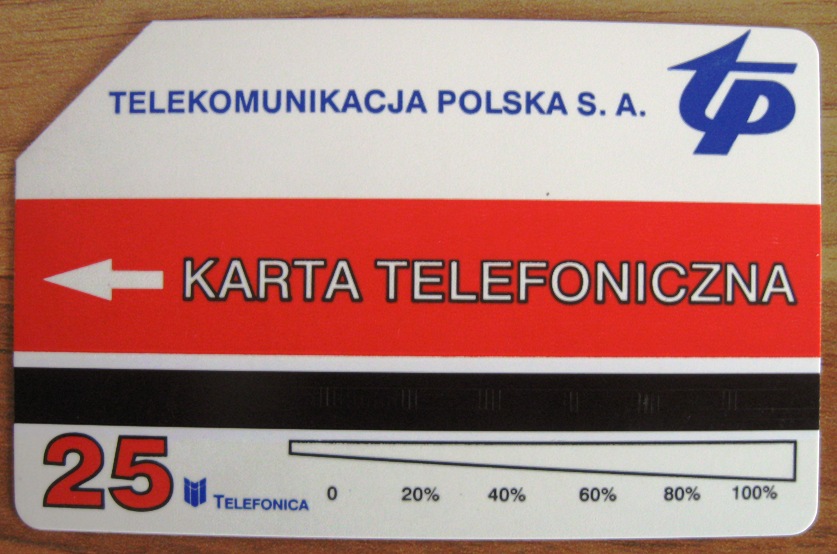 TELEKOMUNIKACJA POLSKA S. A.
tp
KARTA TELEFONICZNA
25
TELEFONICA
0 20% 40% 60% 80% 100%